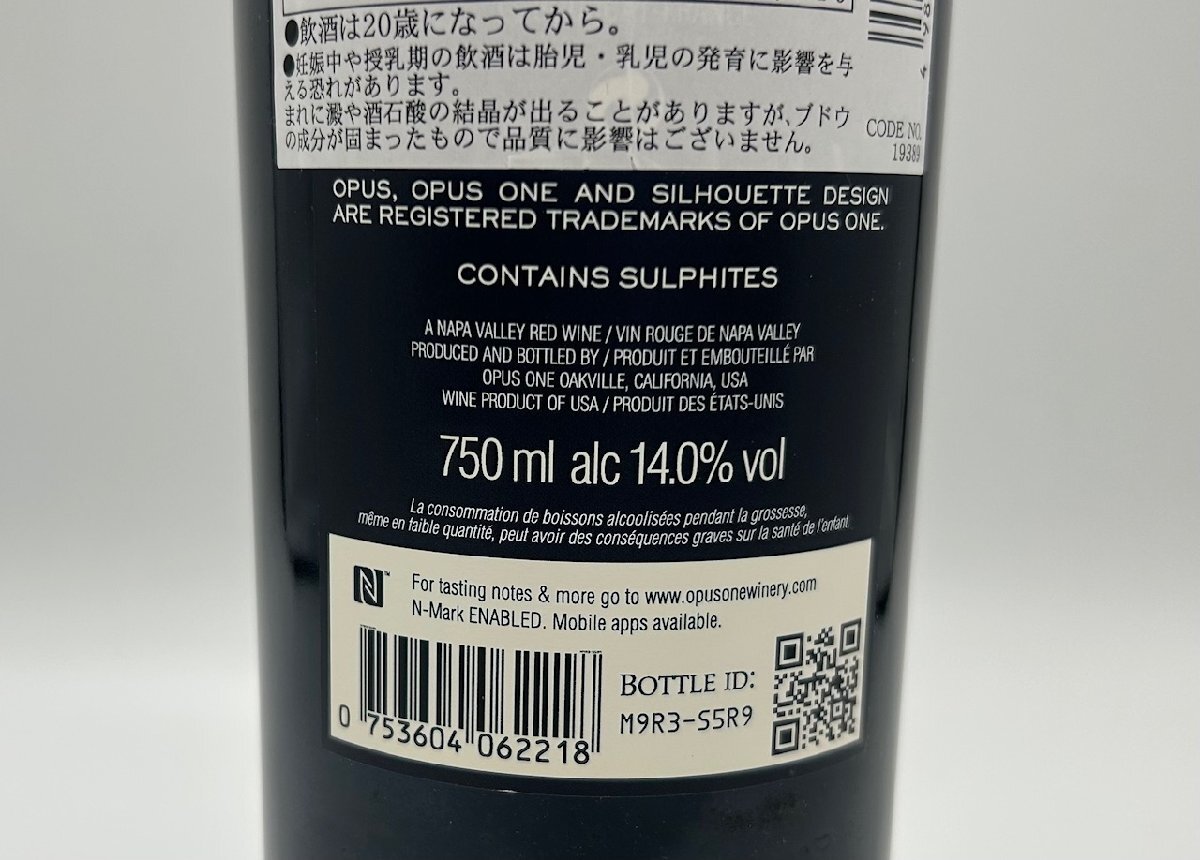 ●飲酒は20歳になってから。
●妊娠中や授乳期の飲酒は胎児・乳児の発育に影響を与
える恐れがあります。
まれに澱や酒石酸の結晶が出ることがありますが、ブドウ
の成分が固まったもので品質に影響はございません。
CODE NO.
19389
OPUS, OPUS ONE AND SILHOUETTE DESIGN
ARE REGISTERED TRADEMARKS OF OPUS ONE.
CONTAINS SULPHITES
A NAPA VALLEY RED WINE / VIN ROUGE DE NAPA VALLEY
PRODUCED AND BOTTLED BY / PRODUIT ET EMBOUTEILLÉ PAR
OPUS ONE OAKVILLE, CALIFORNIA, USA
WINE PRODUCT OF USA / PRODUIT DES ÉTATS-UNIS
750 ml alc 14.0% vol
La consommation de boissons alcoolisées pendant la grossesse,
même en faible quantité, peut avoir des conséquences graves sur la santé de l'enfant
N™
For tasting notes & more go to www.opusonewinery.com
N-Mark ENABLED. Mobile apps available.
0 753604 062218
BOTTLE ID:
M9R3-S5R9